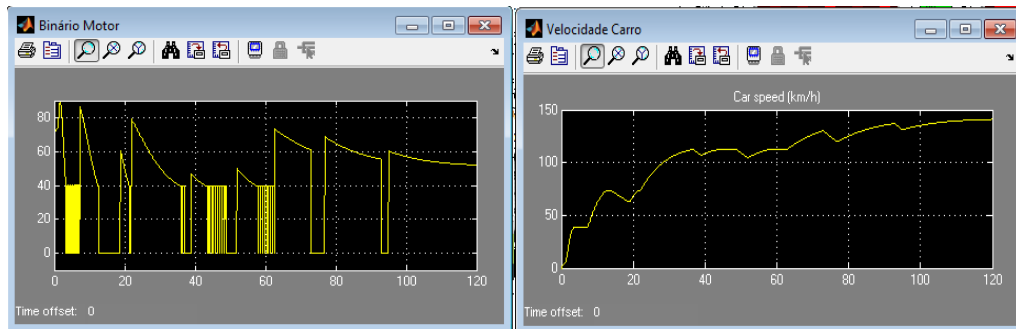 Binário Motor
80
60
40
20
0
0 20 40 60 80 100 120
Time offset: 0
Velocidade Carro
Car speed (km/h)
150
100
50
0
0 20 40 60 80 100 120
Time offset: 0